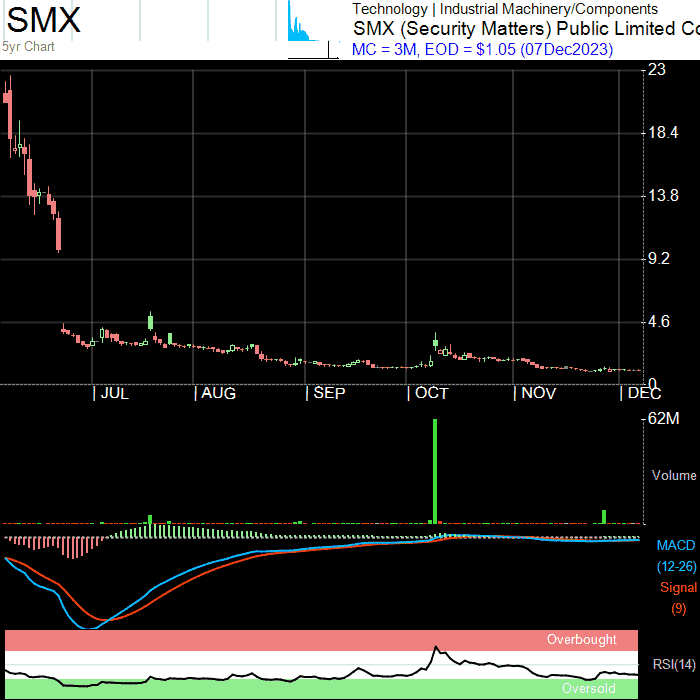 SMX
5yr Chart
Technology | Industrial Machinery/Components
SMX (Security Matters) Public Limited Co
MC = 3M, EOD = $1.05 (07Dec2023)
23
18.4
13.8
9.2
4.6
0
| JUL | AUG | SEP | OCT | NOV | DEC
62M
Volume
MACD
(12-26)
Signal
(9)
Overbought
RSI(14)
Oversold